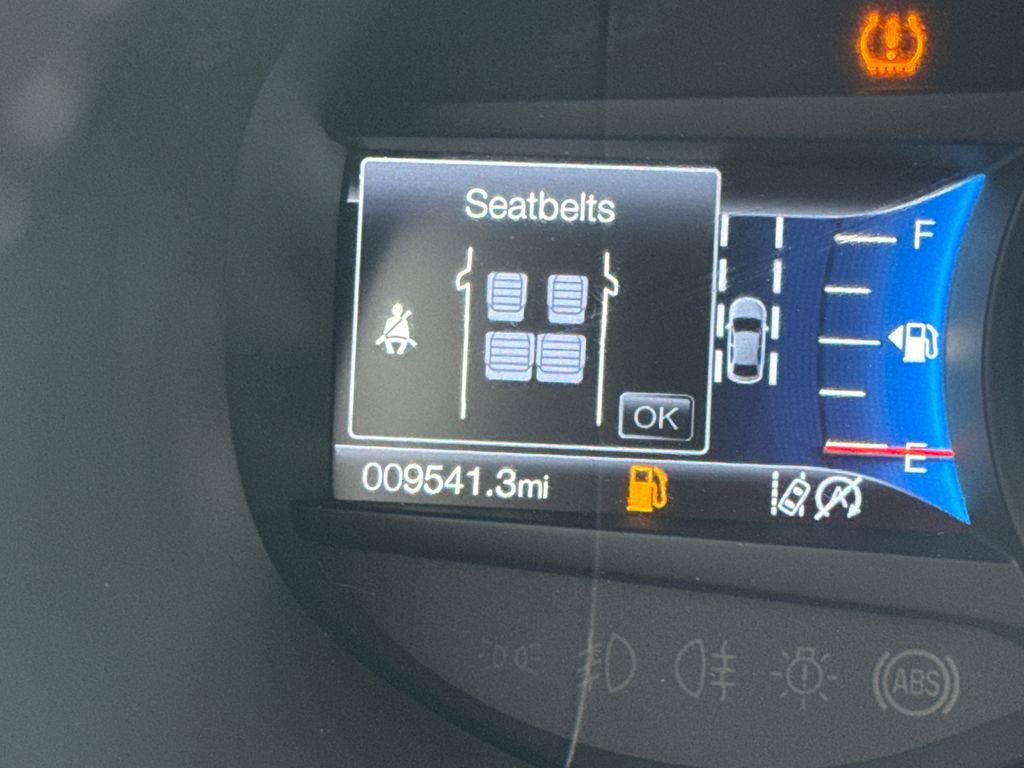 Seatbelts
F
OK
E
009541.3mi
A
ABS